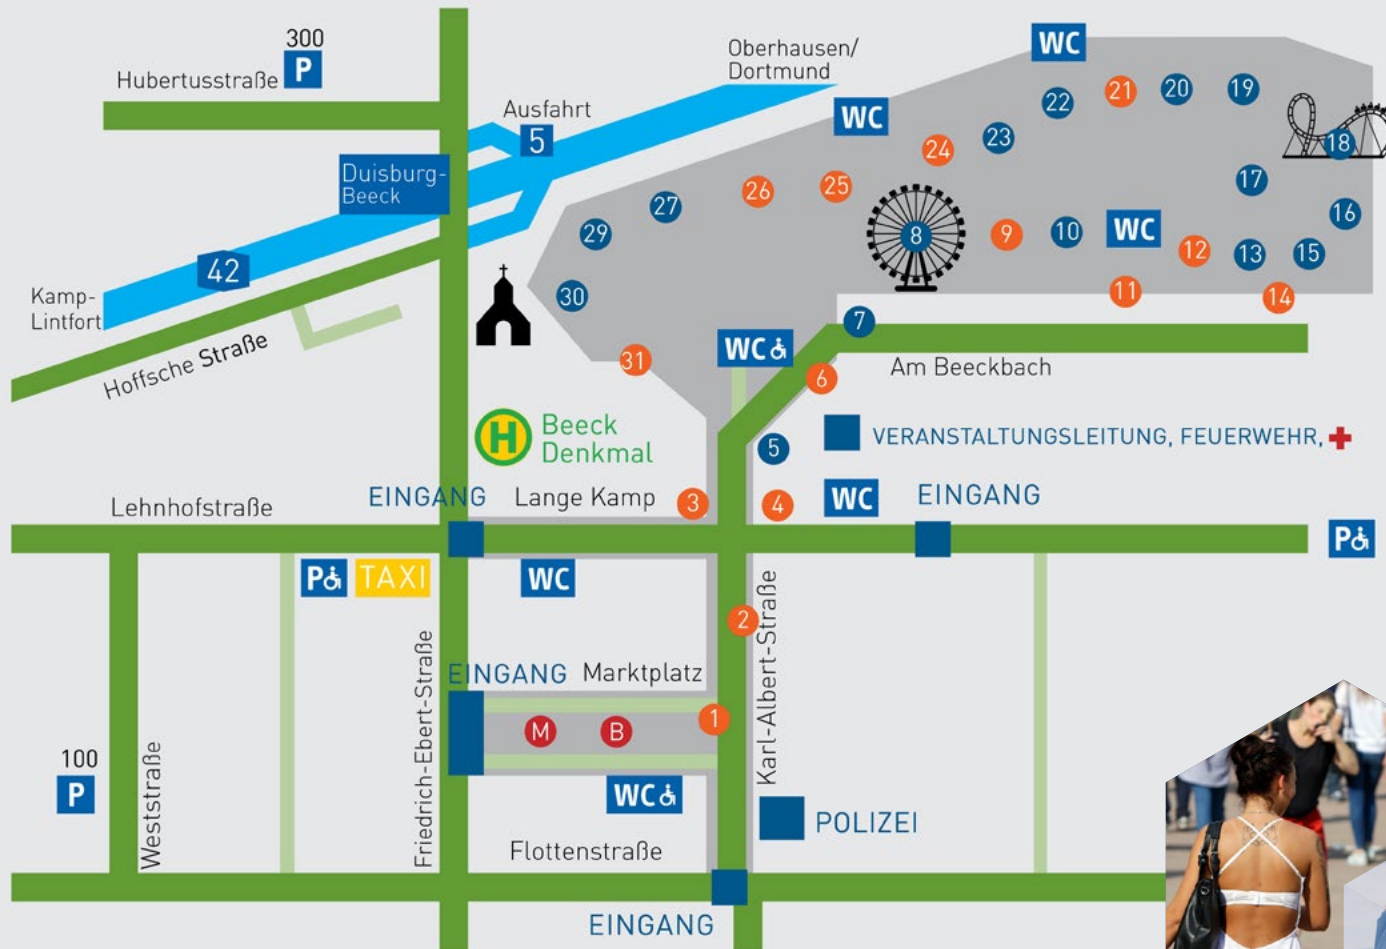 300
P
Hubertusstraße
Oberhausen/
Dortmund
WC
Ausfahrt
5
WC
22
21
20
19
18
23
24
Duisburg-
Beeck
17
25
26
27
16
29
8
9
10
WC
12
13
15
42
Kamp-
Lintfort
30
11
14
7
Hoffsche Straße
WC
31
6
Am Beeckbach
H
Beeck
Denkmal
5
VERANSTALTUNGSLEITUNG, FEUERWEHR,
EINGANG
Lange Kamp
3
4
WC
EINGANG
Lehnhofstraße
P
P
TAXI
WC
2
Karl-Albert-Straße
Friedrich-Ebert-Straße
EINGANG
Marktplatz
M
B
1
100
P
Weststraße
WC
POLIZEI
Flottenstraße
EINGANG